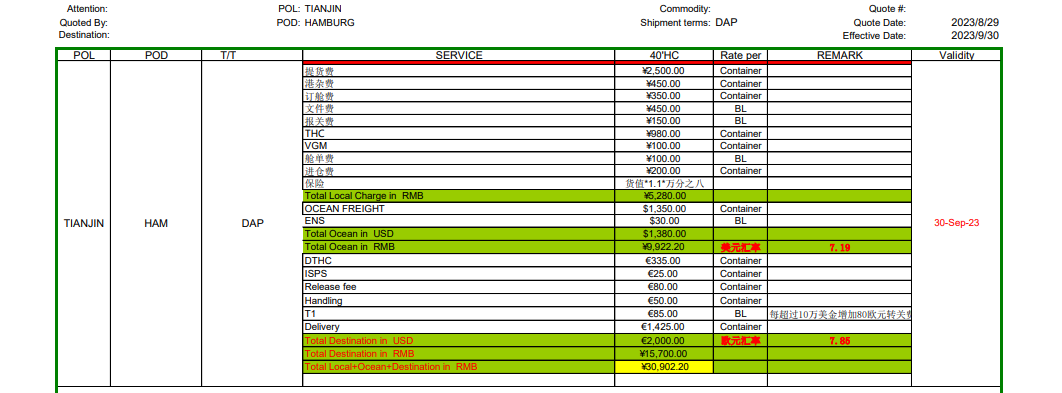 Attention: POL: TIANJIN Commodity: Quote #:
Quoted By: POD: HAMBURG Shipment terms: DAP Quote Date: 2023/8/29
Destination: Effective Date: 2023/9/30
POL POD T/T SERVICE 40'HC Rate per REMARK Validity
提货费 ¥2,500.00 Container
港杂费 ¥450.00 Container
订舱费 ¥350.00 Container
文件费 ¥450.00 BL
报关费 ¥150.00 BL
THC ¥980.00 Container
VGM ¥100.00 Container
舱单费 ¥100.00 BL
进仓费 ¥200.00 Container
保险 货值*1.1*万分之八
Total Local Charge in RMB ¥5,280.00
OCEAN FREIGHT $1,350.00 Container
TIANJIN HAM DAP ENS $30.00 BL 30-Sep-23
Total Ocean in USD $1,380.00
Total Ocean in RMB ¥9,922.20 美元汇率 7.19
DTHC €335.00 Container
ISPS €25.00 Container
Release fee €80.00 Container
Handling €50.00 Container
T1 €85.00 BL 每超过10万美金增加80欧元转关费
Delivery €1,425.00 Container
Total Destination in USD €2,000.00 欧元汇率 7.85
Total Destination in RMB ¥15,700.00
Total Local+Ocean+Destination in RMB ¥30,902.20